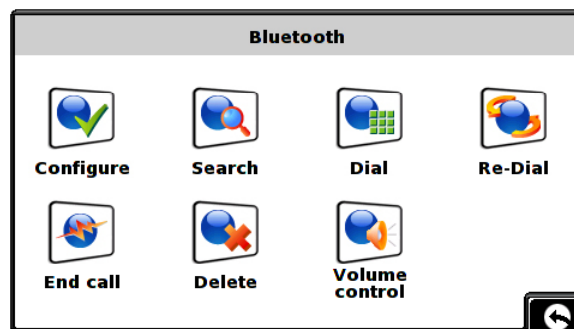 Bluetooth
Configure
Search
Dial
Re-Dial
End call
Delete
Volume
control